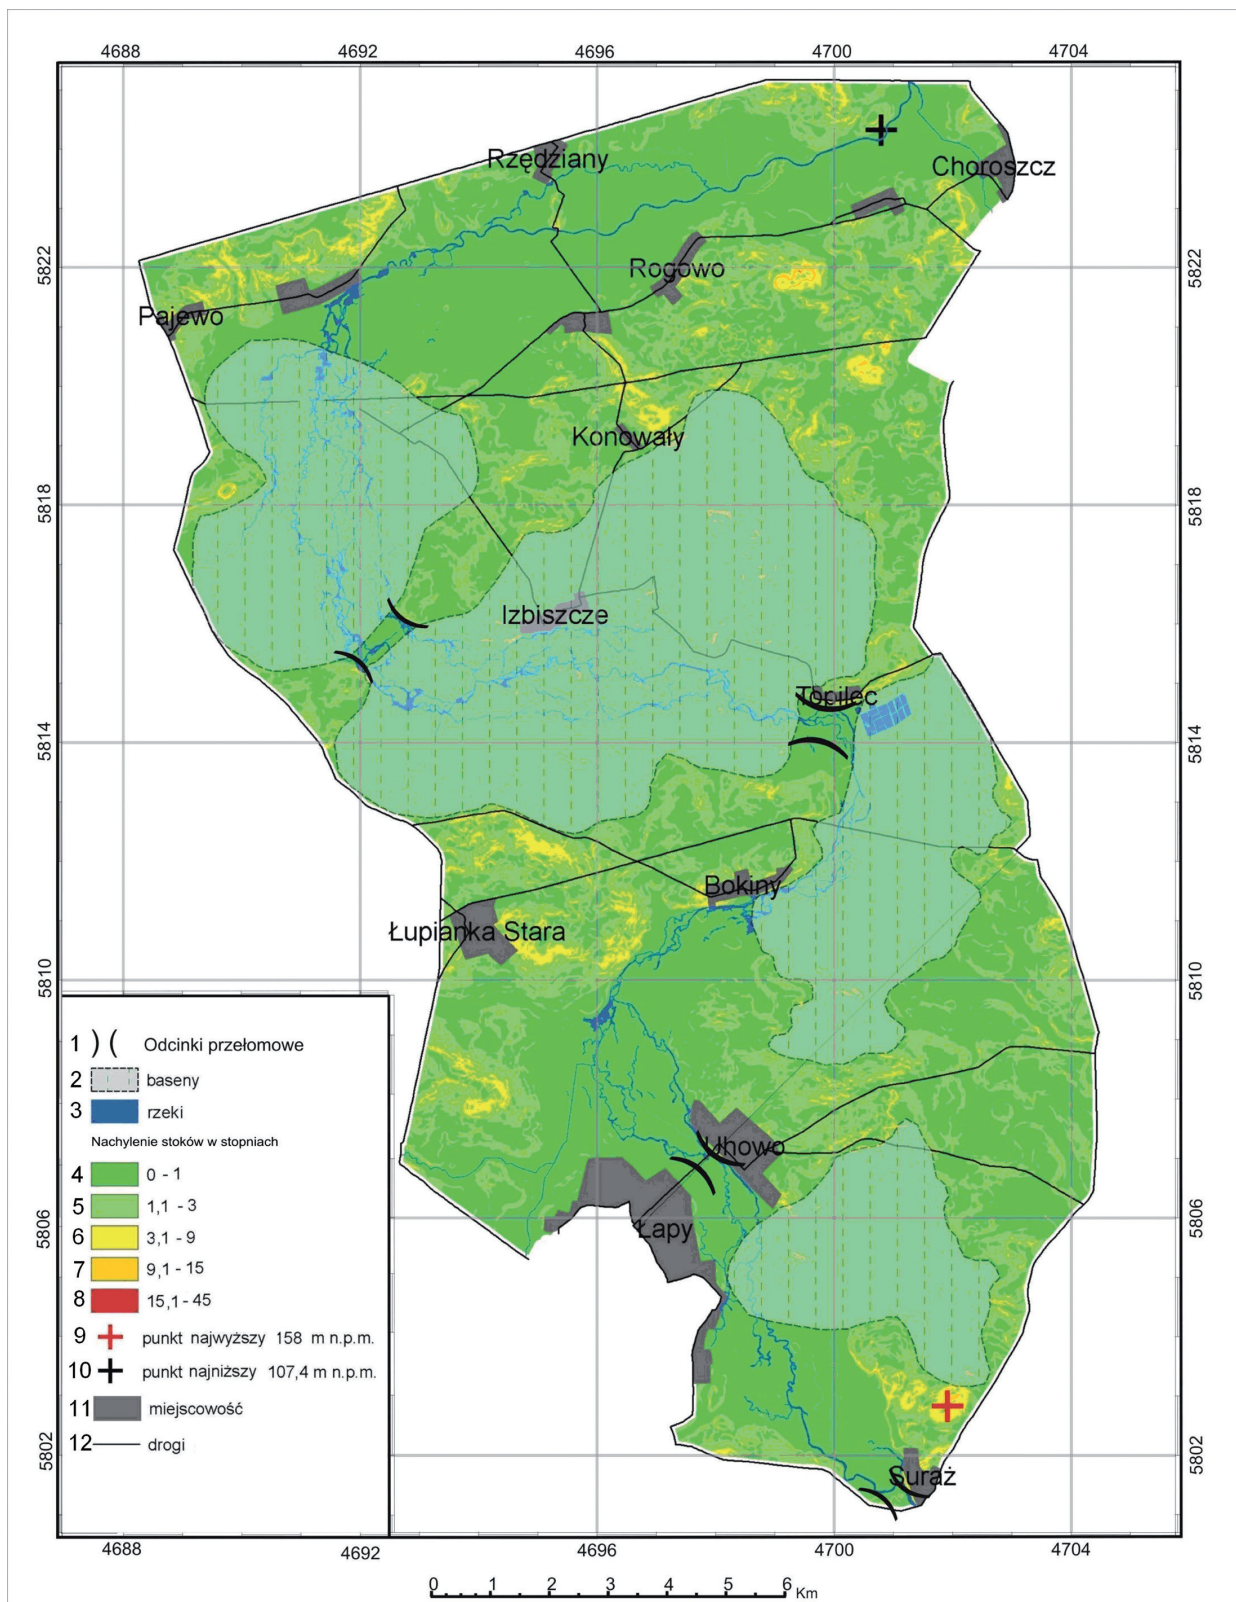 4688 4692 4696 4700 4704
Rzędziany
Choroszcz
5822 5822
Rogowo
Pajewo
Konowały
5818 5818
Izbiszcze
Topilec
5814 5814
Bokiny
Łupianka Stara
5810 5810
1 ) ( Odcinki przełomowe
2 baseny
3 rzeki
Nachylenie stoków w stopniach
4 0 - 1
5 1,1 - 3
6 3,1 - 9
7 9,1 - 15
8 15,1 - 45
9 punkt najwyższy 158 m n.p.m.
10 punkt najniższy 107,4 m n.p.m.
11 miejscowość
12 drogi
Uhowo
5806 5806
Łapy
5802 5802
Suraż
4688 4692 4696 4700 4704
0 1 2 3 4 5 6 Km